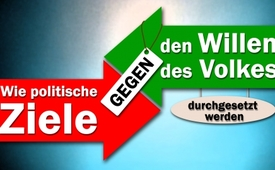 Wie politische
Ziele
GEGEN
den Willen
des Volkes
durchgesetzt
werden